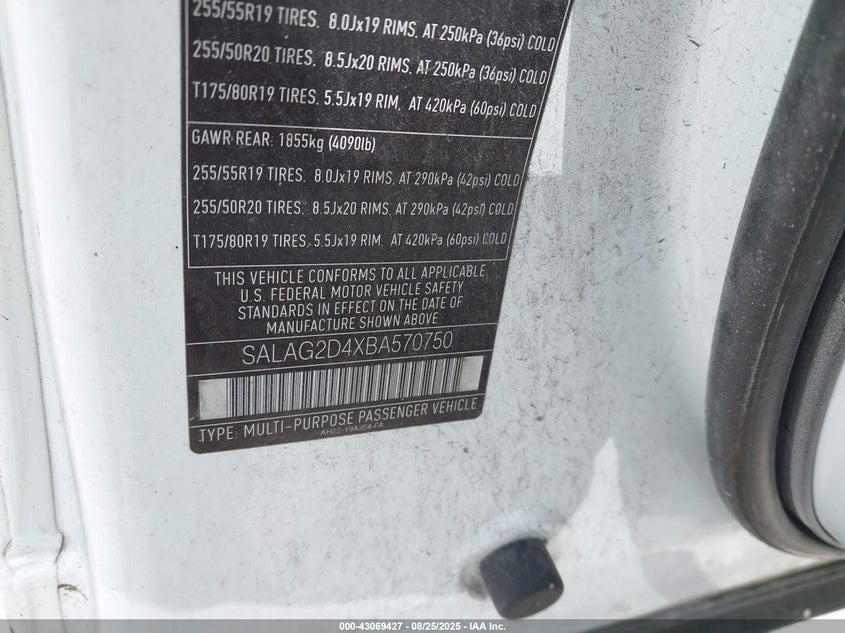 255/55R19 TIRES. 8.0Jx19 RIMS, AT 250kPa (36psi) COLD
255/50R20 TIRES. 8.5Jx20 RIMS, AT 250kPa (36psi) COLD
T175/80R19 TIRES. 5.5Jx19 RIM, AT 420kPa (60psi) COLD
GAWR REAR: 1855kg (4090lb)
255/55R19 TIRES. 8.0Jx19 RIMS, AT 290kPa (42psi) COLD
255/50R20 TIRES. 8.5Jx20 RIMS, AT 290kPa (42psi) COLD
T175/80R19 TIRES. 5.5Jx19 RIM, AT 420kPa (60psi) COLD
THIS VEHICLE CONFORMS TO ALL APPLICABLE
U.S. FEDERAL MOTOR VEHICLE SAFETY
STANDARDS IN EFFECT ON THE DATE OF
MANUFACTURE SHOWN ABOVE
SALAG2D4XBA570750
TYPE: MULTI-PURPOSE PASSENGER VEHICLE
AH22-19A354-FA
000-43069427 - 08/25/2025 - IAA Inc.